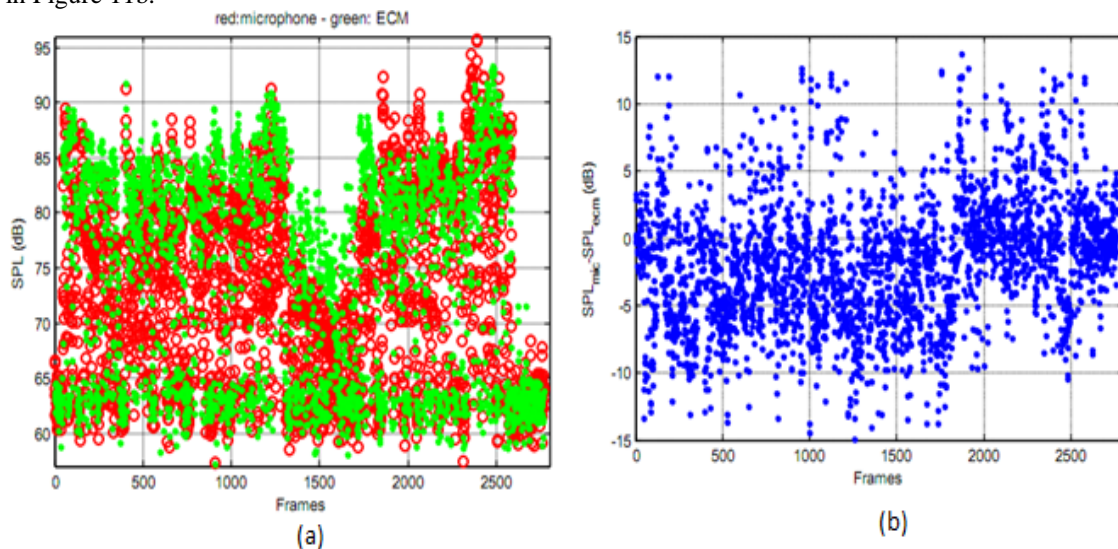 in Figure 11b.
red:microphone - green: ECM
95
90
85
80
75
70
65
60
SPL (dB)
0 500 1000 1500 2000 2500
Frames
(a)
15
10
5
0
-5
-10
-15
SPLmic-SPLecm (dB)
0 500 1000 1500 2000 2500
Frames
(b)